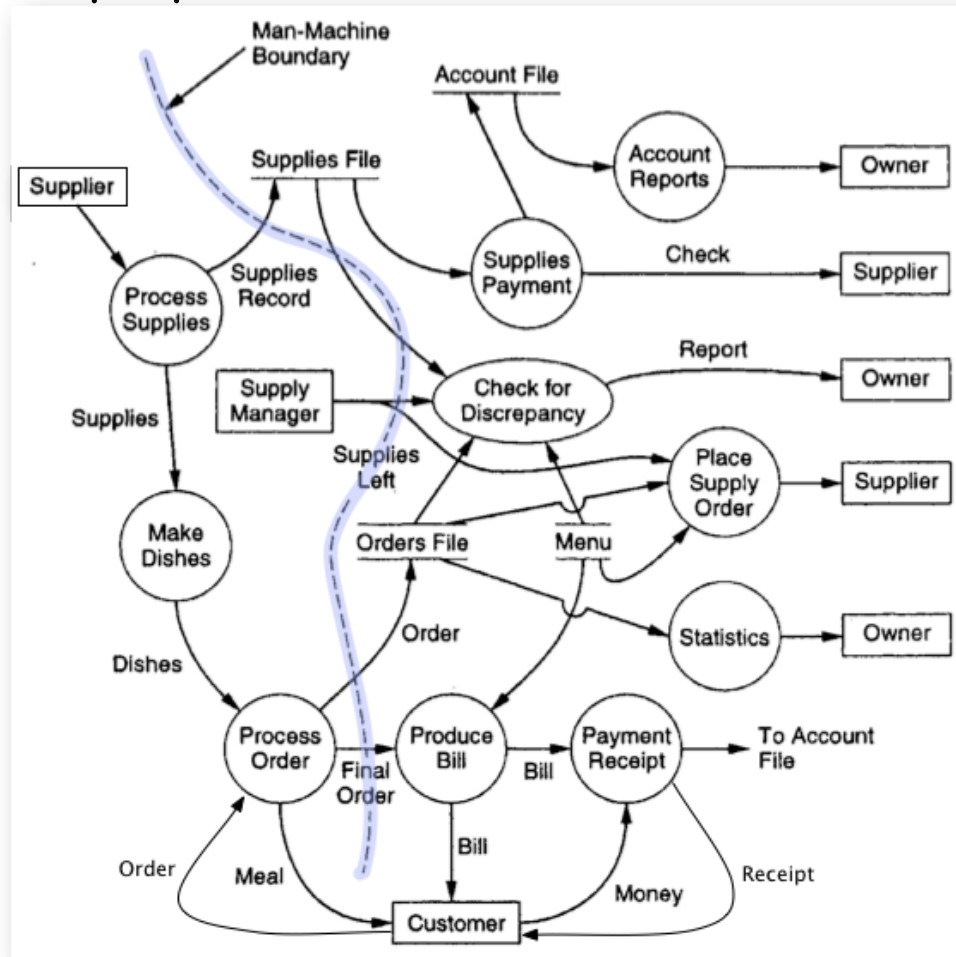 Man-Machine
Boundary
Account File
Supplies File
Account
Reports
Owner
Supplier
Supplies
Record
Supplies
Payment
Check
Supplier
Process
Supplies
Report
Supply
Manager
Check for
Discrepancy
Owner
Supplies
Supplies
Left
Place
Supply
Order
Supplier
Make
Dishes
Orders File
Menu
Order
Statistics
Owner
Dishes
Process
Order
Final
Order
Produce
Bill
Bill
Payment
Receipt
To Account
File
Order
Meal
Bill
Money
Receipt
Customer